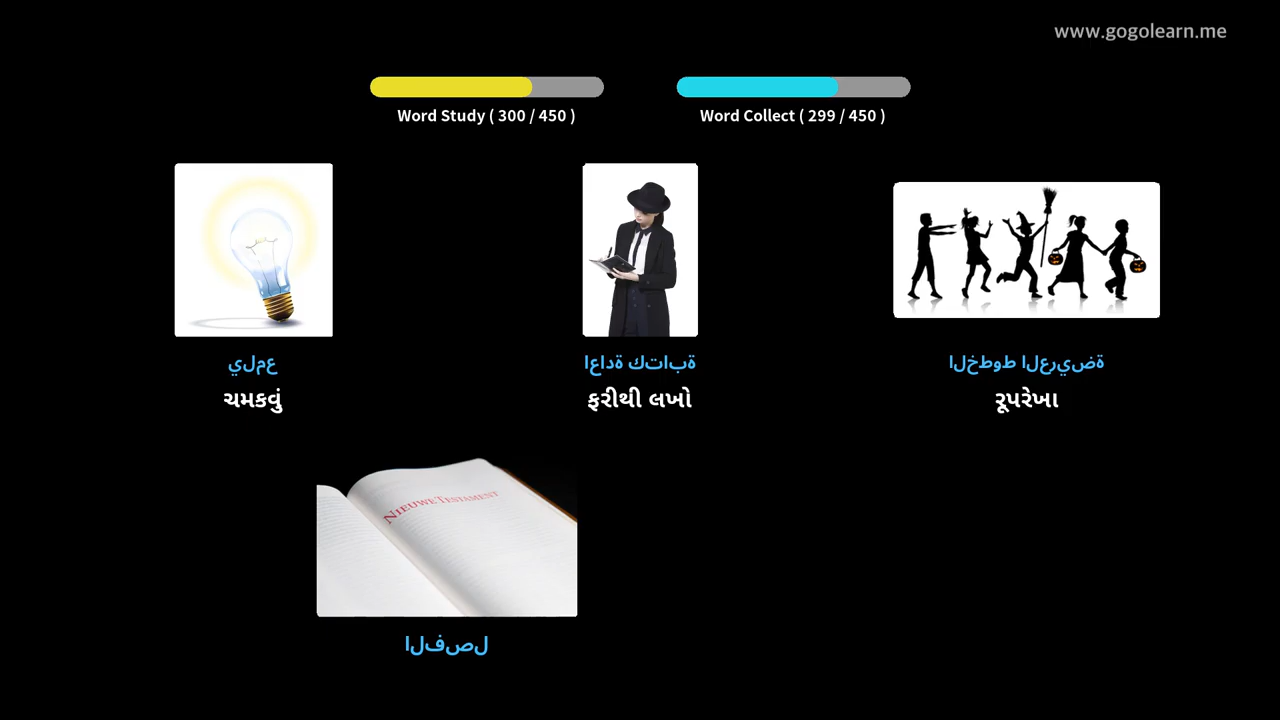 www.gogolearn.me
Word Study ( 300 / 450 )
Word Collect ( 299 / 450 )
يلمع
ચમકવું
اعادة كتابة
ફરીથી લખો
الخطوط العريضة
રૂપરેખા
NIEUWE TESTAMENT
الفصل